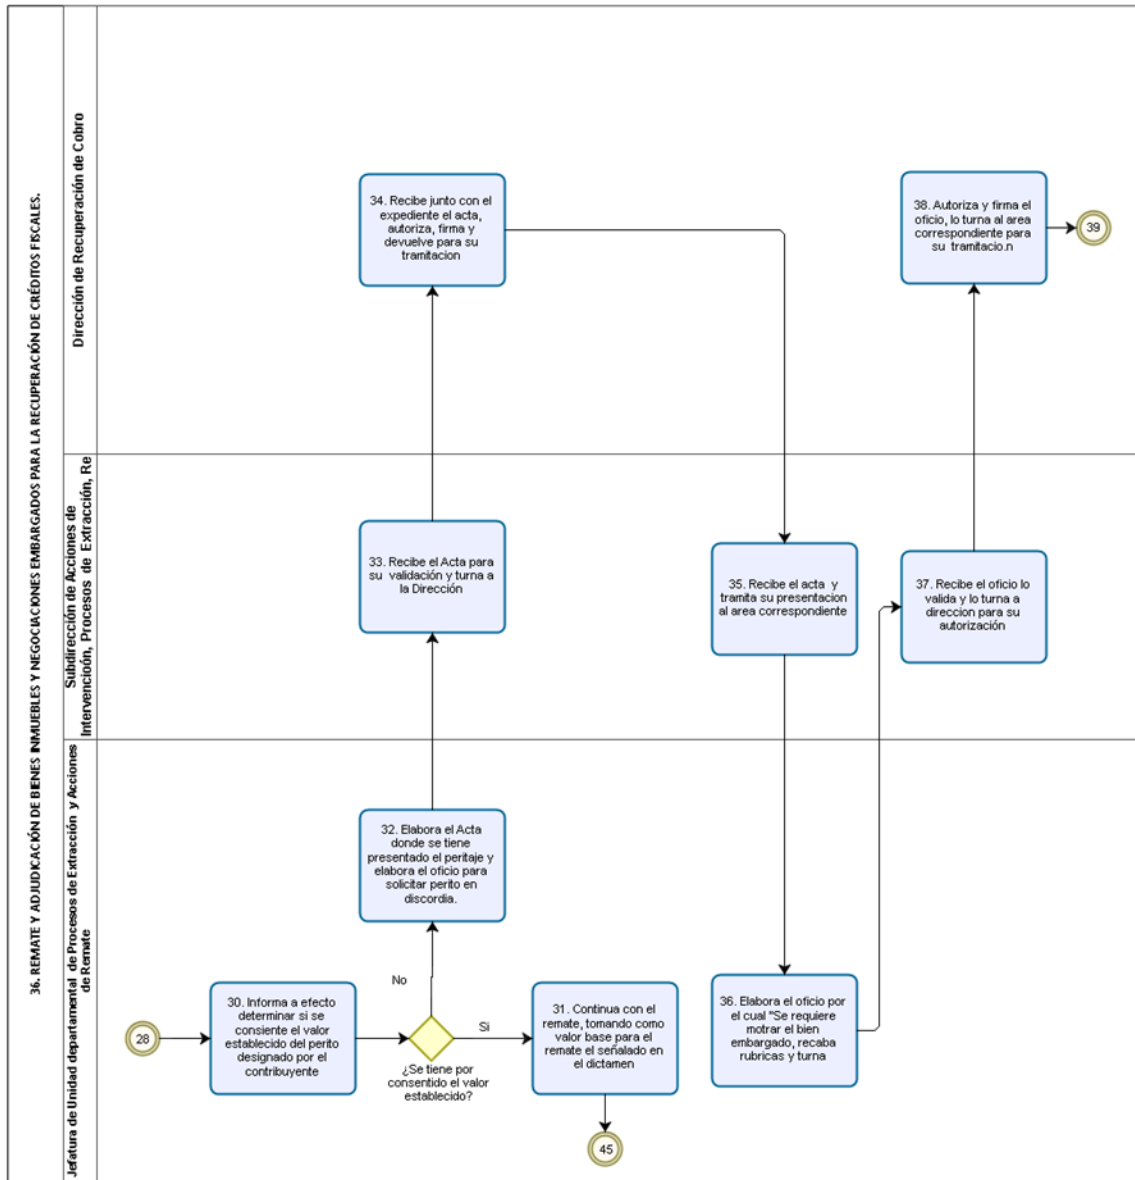 36. REMATE Y ADJUDICACIÓN DE BIENES INMUEBLES Y NEGOCIACIONES EMBARGADOS PARA LA RECUPERACIÓN DE CRÉDITOS FISCALES.
Dirección de Recuperación de Cobro
34. Recibe junto con el
expediente el acta,
autoriza, firma y
devuelve para su
tramitacion
38. Autoriza y firma el
oficio, lo turna al area
correspondiente para
su tramitacio.n
39
Subdirección de Acciones de
Intervencioón, Procesos de Extracción, Re
33. Recibe el Acta para
su validación y turna a
la Dirección
35. Recibe el acta y
tramita su presentacion
al area correspondiente
37. Recibe el oficio lo
valida y lo turna a
direccion para su
autorización
Jefatura de Unidad departamental de Procesos de Extracción y Acciones
de Remate
32. Elabora el Acta
donde se tiene
presentado el peritaje y
elabora el oficio para
solicitar perito en
discordia.
No
28
30. Informa a efecto
determinar si se
consiente el valor
establecido del perito
designado por el
contribuyente
Si
¿Se tiene por
consentido el valor
establecido?
31. Continua con el
remate, tomando como
valor base para el
remate el señalado en
el dictamen
45
36. Elabora el oficio por
el cual "Se requiere
motrar el bien
embargado, recaba
rubricas y turna